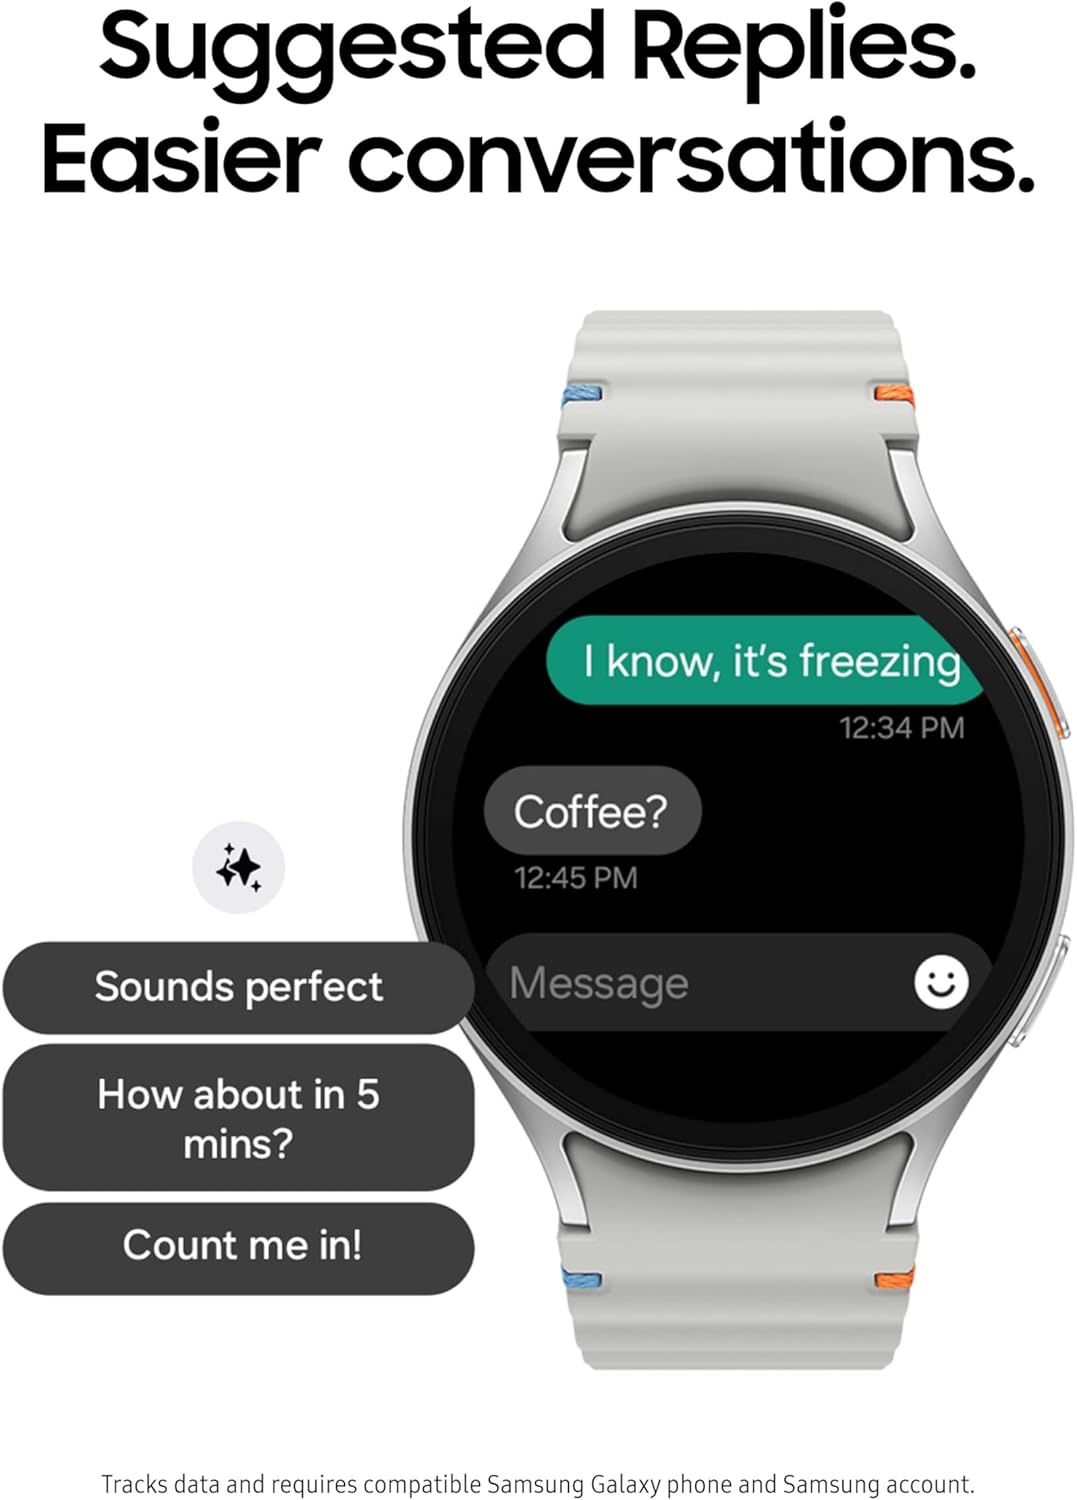 Suggested Replies.
Easier conversations.
I know, it's freezing
12:34 PM
Coffee?
12:45 PM
Message
Sounds perfect
How about in 5
mins?
Count me in!
Tracks data and requires compatible Samsung Galaxy phone and Samsung account.